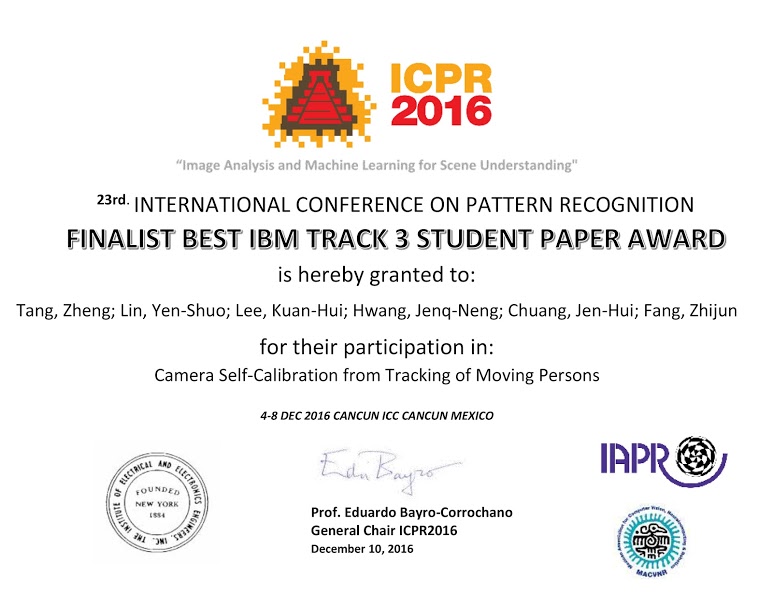 ICPR
2016
“Image Analysis and Machine Learning for Scene Understanding"
23rd. INTERNATIONAL CONFERENCE ON PATTERN RECOGNITION
FINALIST BEST IBM TRACK 3 STUDENT PAPER AWARD
is hereby granted to:
Tang, Zheng; Lin, Yen-Shuo; Lee, Kuan-Hui; Hwang, Jenq-Neng; Chuang, Jen-Hui; Fang, Zhijun
for their participation in:
Camera Self-Calibration from Tracking of Moving Persons
4-8 DEC 2016 CANCUN ICC CANCUN MEXICO
THE INSTITUTE OF ELECTRICAL AND ELECTRONICS ENGINEERS, INC.
FOUNDED
NEW YORK
1884
Edu Bayro
Prof. Eduardo Bayro-Corrochano
General Chair ICPR2016
December 10, 2016
IAPR
MACVNR